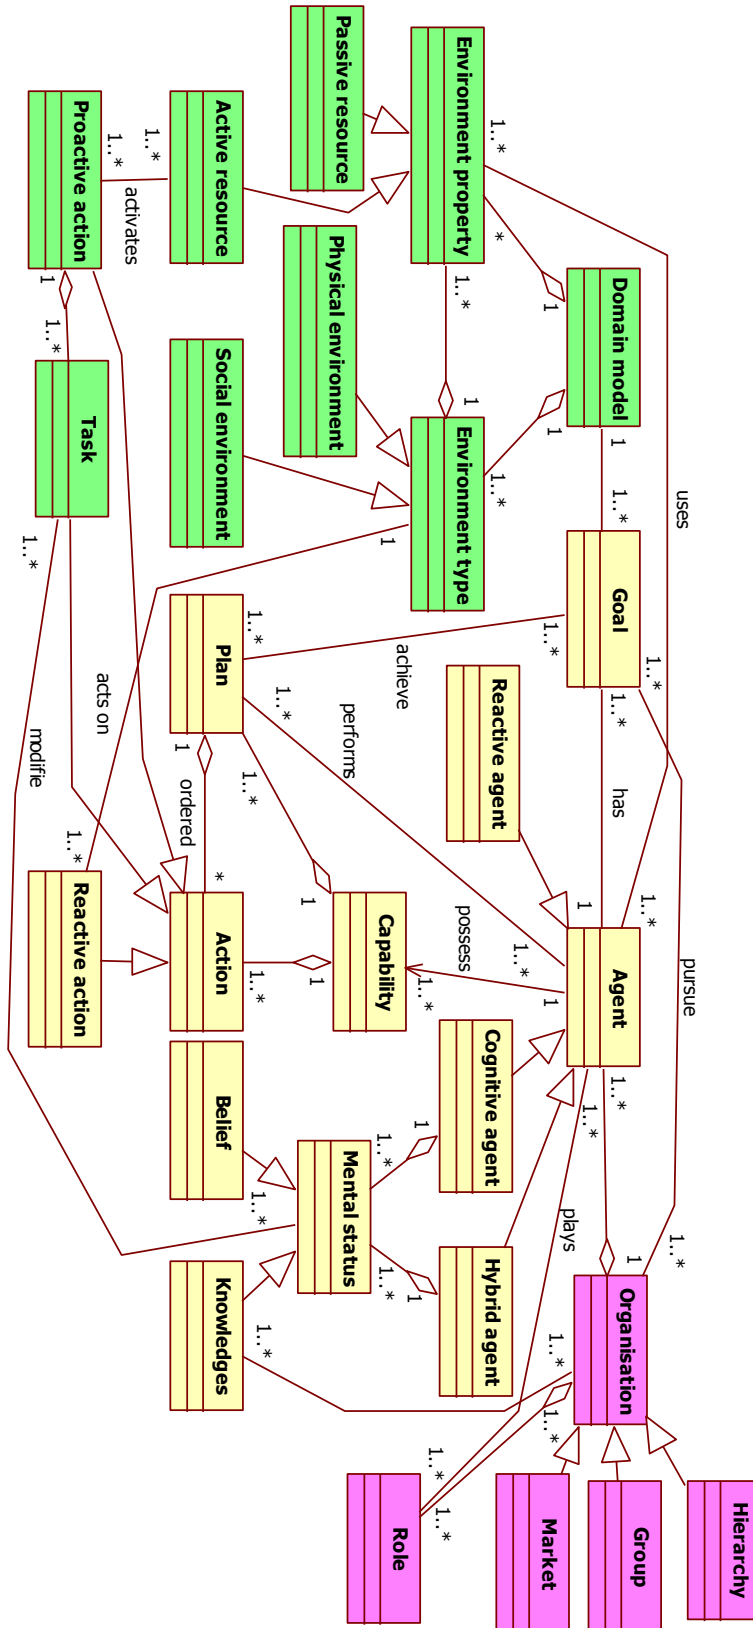 Hierarchy
Group
Market
Role
Organisation
1..*
1
1..*
1..*
1..*
1..*
pursue
plays
Agent
1..*
1..*
1..*
1
1
1..*
possess
1..*
Hybrid agent
Cognitive agent
1
1
1..*
1..*
Mental status
1..*
Knowledges
1..*
Belief
Capability
1
1
1..*
Action
*
ordered
1
1..*
Reactive action
1..*
Reactive agent
performs
has
uses
Goal
1..*
1..*
1..*
1..*
achieve
Plan
1..*
1..*
acts on
modifie
Domain model
1
1
1
Environment type
1..*
1
1
Environment property
1..*
*
1..*
Physical environment
Social environment
Passive resource
Active resource
1..*
activates
1..*
Proactive action
1
1..*
Task
1..*